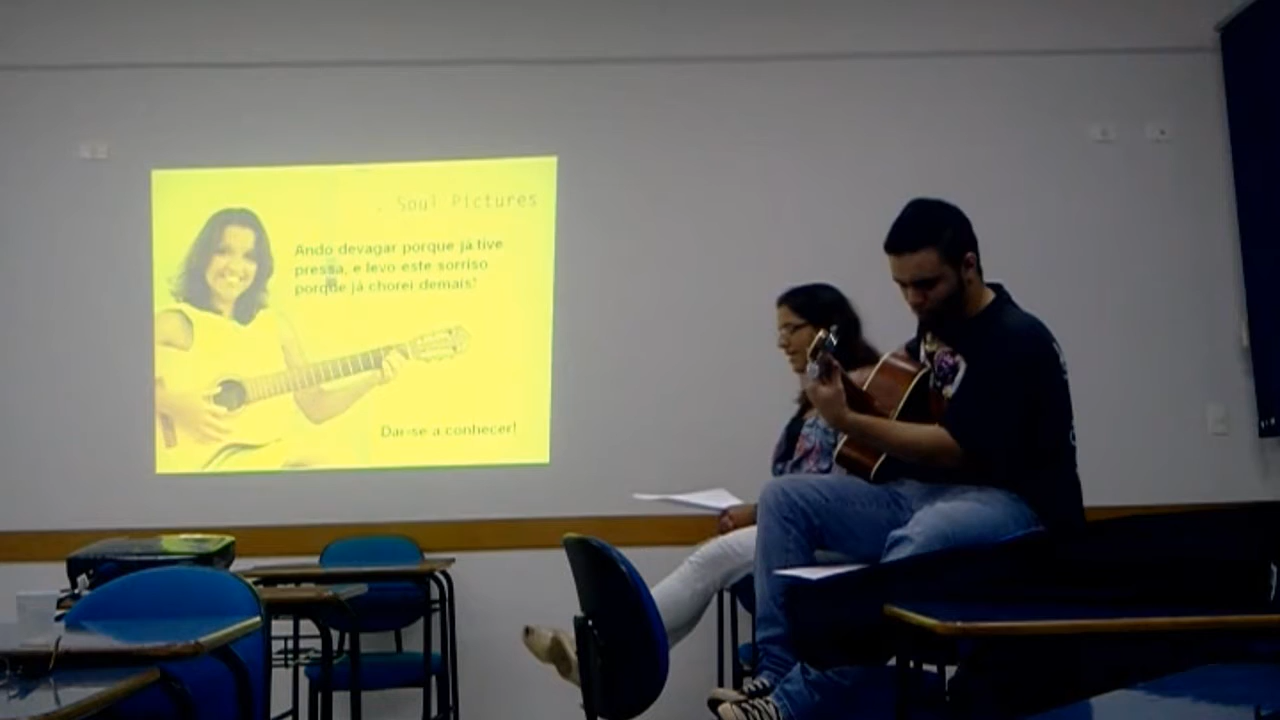 . Soul Pictures
Ando devagar porque já tive
pressa, e levo este sorriso
porque já chorei demais!
Dar-se a conhecer!